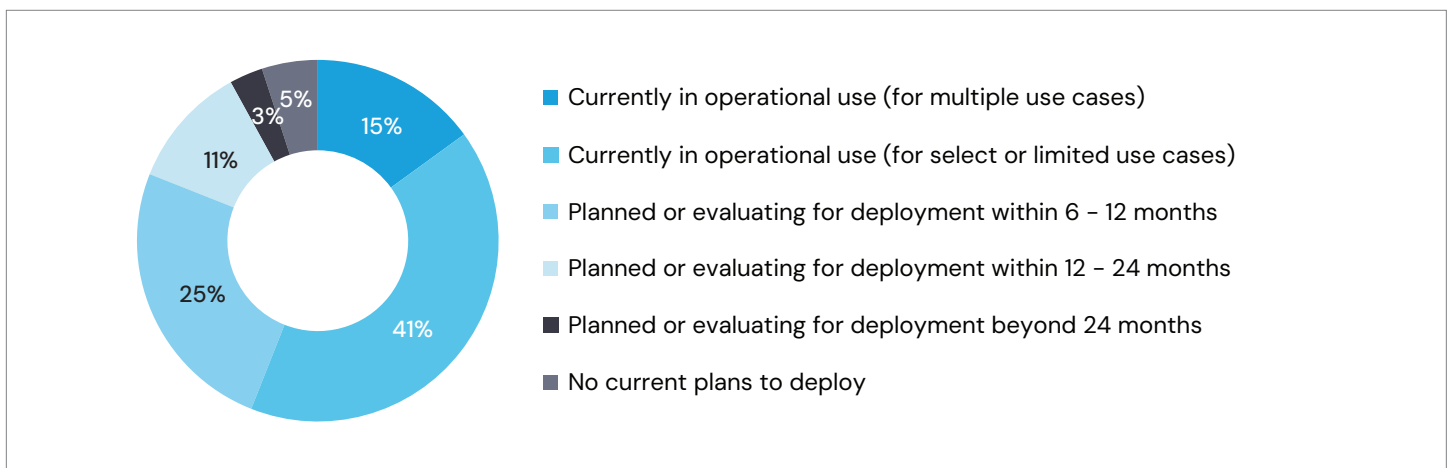 5%
3%
15%
11%
25%
41%
Currently in operational use (for multiple use cases)
Currently in operational use (for select or limited use cases)
Planned or evaluating for deployment within 6 – 12 months
Planned or evaluating for deployment within 12 – 24 months
Planned or evaluating for deployment beyond 24 months
No current plans to deploy